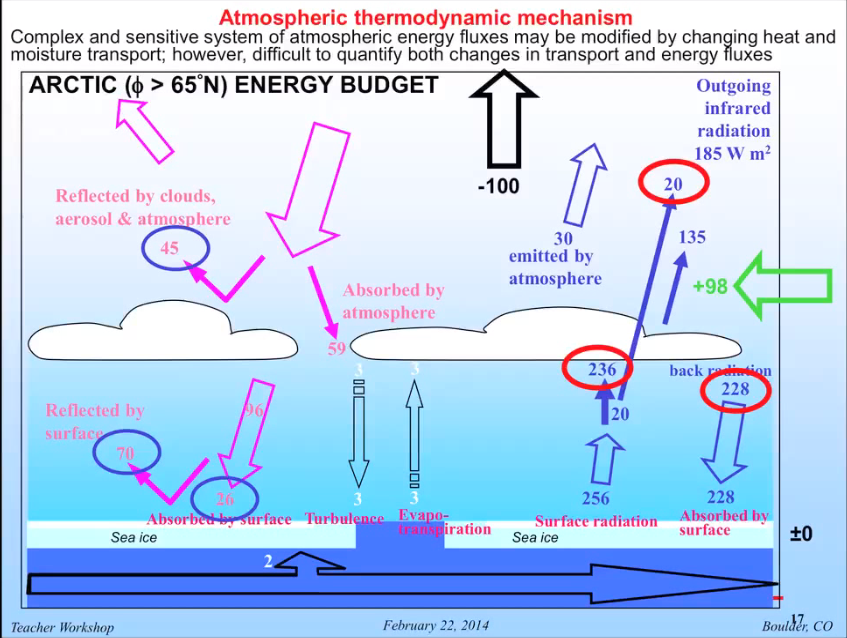 Atmospheric thermodynamic mechanism
Complex and sensitive system of atmospheric energy fluxes may be modified by changing heat and
moisture transport; however, difficult to quantify both changes in transport and energy fluxes
ARCTIC (ϕ > 65°N) ENERGY BUDGET
Outgoing
infrared
radiation
185 W m²
-100
20
Reflected by clouds,
aerosol & atmosphere
45
30
emitted by
atmosphere
135
+98
Absorbed by
atmosphere
59
3
3
236
back radiation
228
Reflected by
surface
70
96
20
26
3
3
256
228
Absorbed by surface
Turbulence
Evapo-
transpiration
Surface radiation
Absorbed by
surface
Sea ice
Sea ice
±0
2
Teacher Workshop
February 22, 2014
17
Boulder, CO